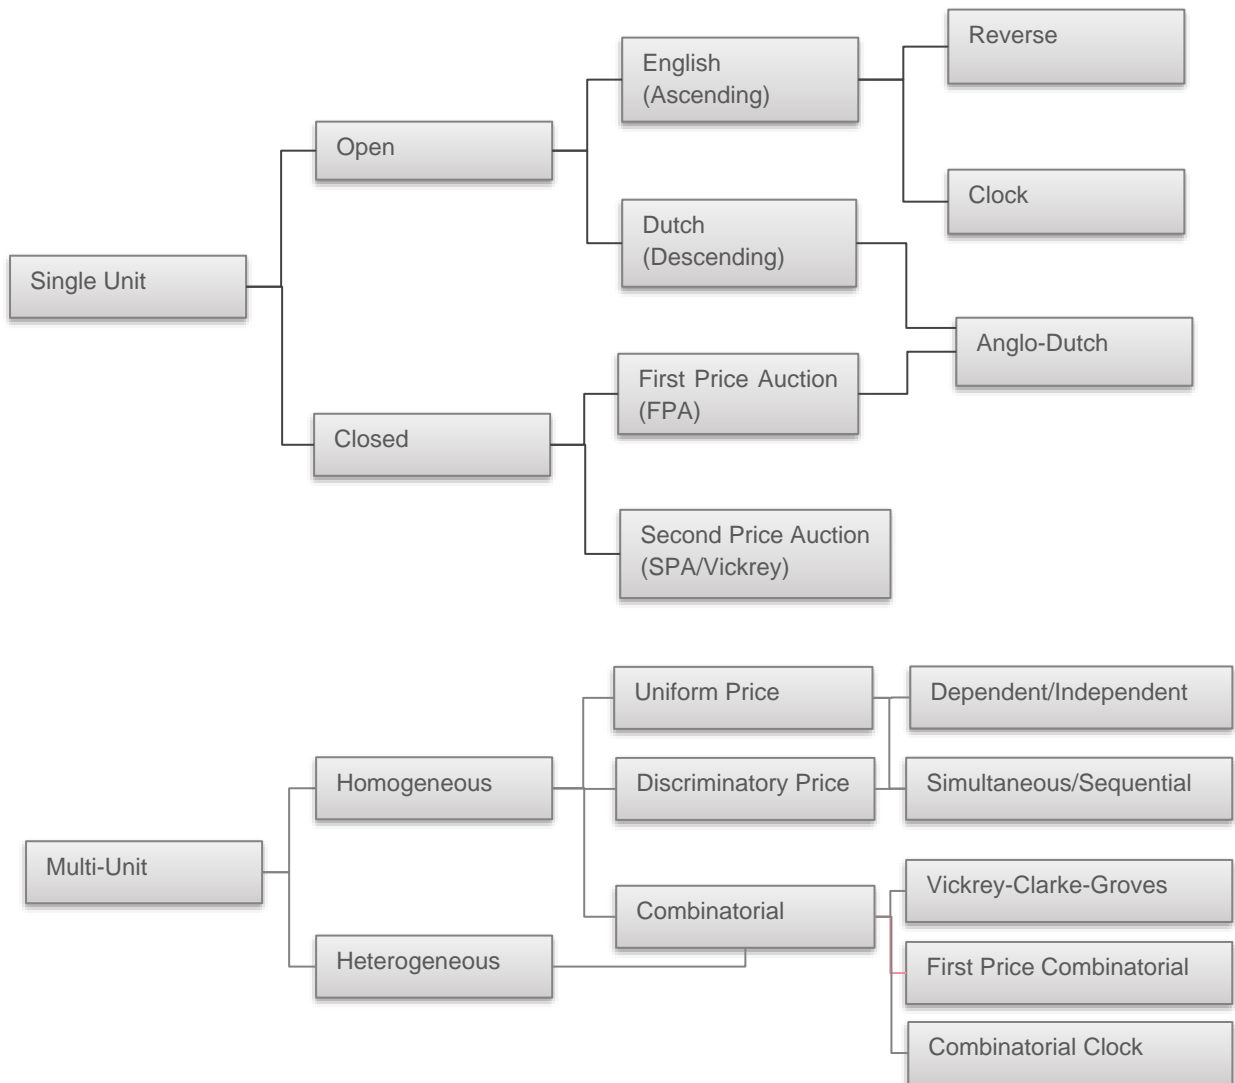 Reverse
English
(Ascending)
Open
Clock
Dutch
(Descending)
Single Unit
Anglo-Dutch
First Price Auction
(FPA)
Closed
Second Price Auction
(SPA/Vickrey)
Uniform Price
Dependent/Independent
Homogeneous
Discriminatory Price
Simultaneous/Sequential
Multi-Unit
Vickrey-Clarke-Groves
Combinatorial
Heterogeneous
First Price Combinatorial
Combinatorial Clock